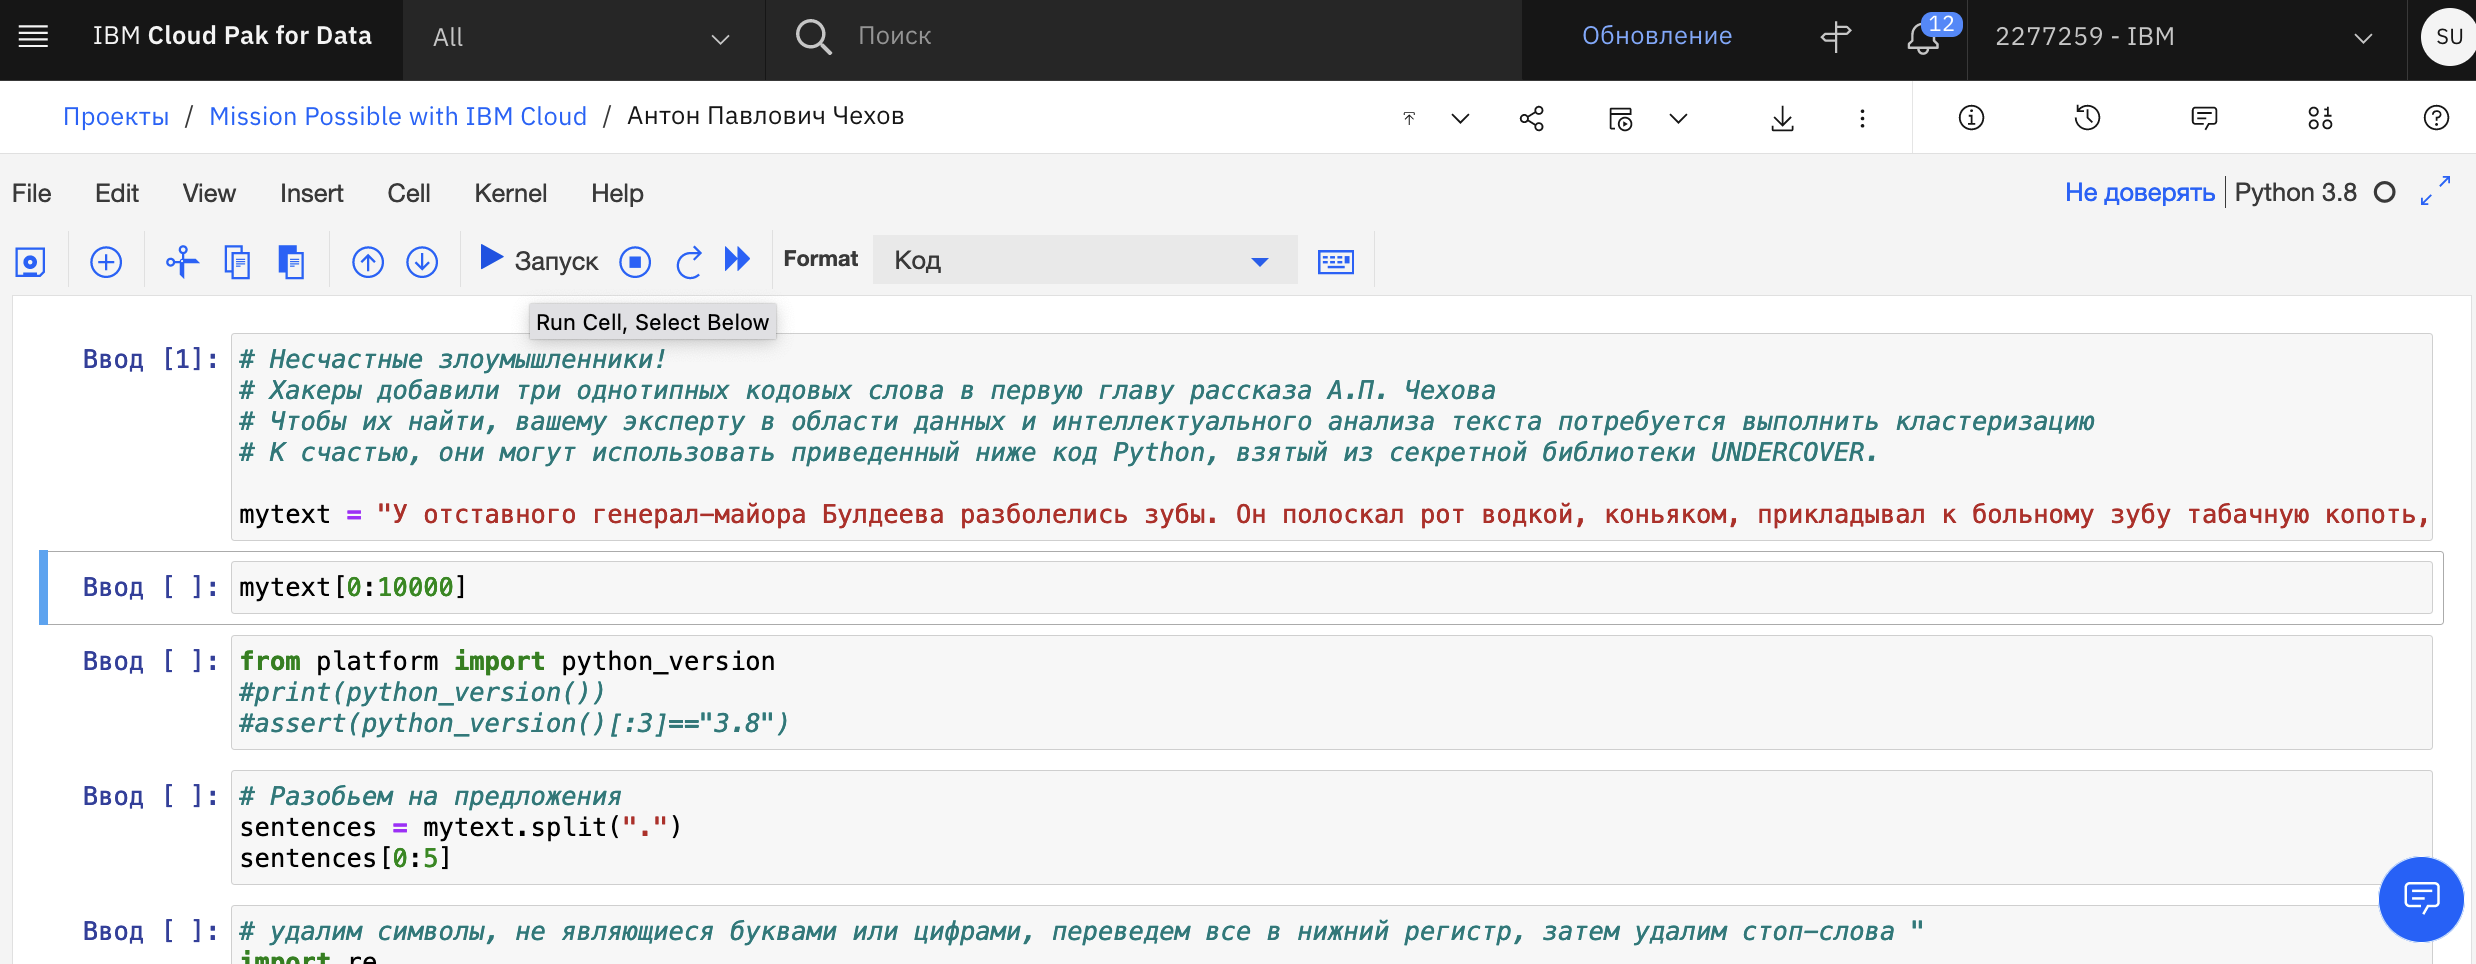 IBM Cloud Pak for Data
All
Поиск
Обновление
12
2277259 - IBM
SU
Проекты / Mission Possible with IBM Cloud / Антон Павлович Чехов
File Edit View Insert Cell Kernel Help
Не доверять | Python 3.8
Запуск
Format
Код
Run Cell, Select Below
Ввод [1]:
# Несчастные злоумышленники!
# Хакеры добавили три однотипных кодовых слова в первую главу рассказа А.П. Чехова
# Чтобы их найти, вашему эксперту в области данных и интеллектуального анализа текста потребуется выполнить кластеризацию
# К счастью, они могут использовать приведенный ниже код Python, взятый из секретной библиотеки UNDERCOVER.
mytext = "У отставного генерал-майора Булдеева разболелись зубы. Он полоскал рот водкой, коньяком, прикладывал к больному зубу табачную копоть,
Ввод [ ]:
mytext[0:10000]
Ввод [ ]:
from platform import python_version
#print(python_version())
#assert(python_version()[:3]=="3.8")
Ввод [ ]:
# Разобьем на предложения
sentences = mytext.split(".")
sentences[0:5]
Ввод [ ]:
# удалим символы, не являющиеся буквами или цифрами, переведем все в нижний регистр, затем удалим стоп-слова "
import re